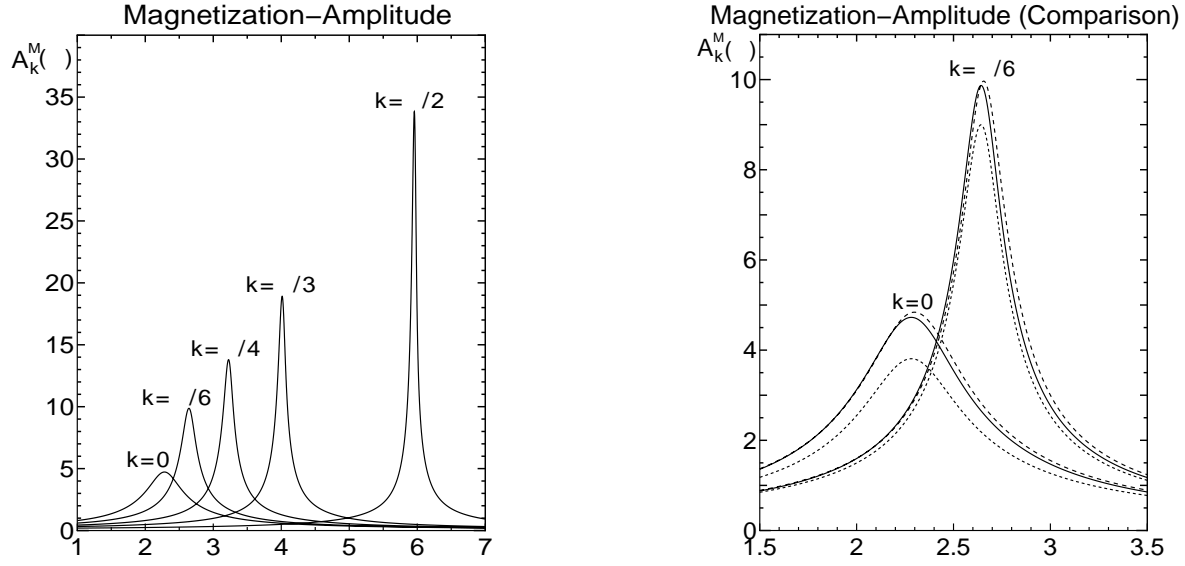 Magnetization−Amplitude
A_k^M( )
35
30
25
20
15
10
5
0
k= /2
k= /3
k= /4
k= /6
k=0
1 2 3 4 5 6 7
Magnetization−Amplitude (Comparison)
A_k^M( )
10
8
6
4
2
0
k= /6
k=0
1.5 2 2.5 3 3.5